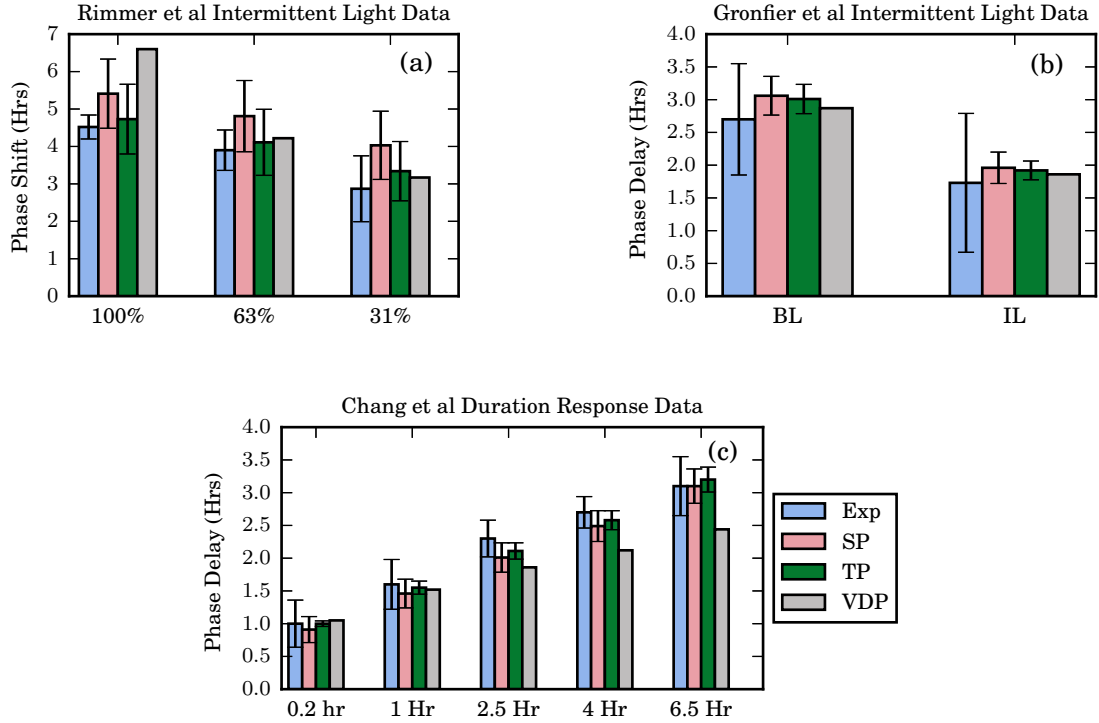 Rimmer et al Intermittent Light Data
(a)
Phase Shift (Hrs)
7
6
5
4
3
2
1
0
100% 63% 31%
Gronfier et al Intermittent Light Data
(b)
Phase Delay (Hrs)
4.0
3.5
3.0
2.5
2.0
1.5
1.0
0.5
0.0
BL IL
Chang et al Duration Response Data
(c)
Phase Delay (Hrs)
4.0
3.5
3.0
2.5
2.0
1.5
1.0
0.5
0.0
0.2 hr 1 Hr 2.5 Hr 4 Hr 6.5 Hr
Exp
SP
TP
VDP